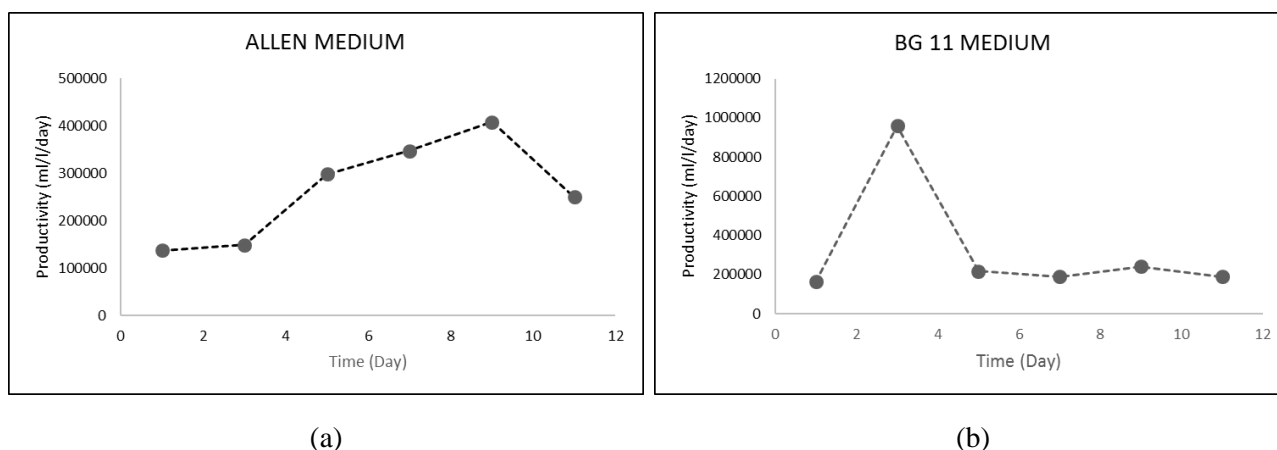 ALLEN MEDIUM
500000
400000
300000
200000
100000
0
Productivity (ml/l/day)
0 2 4 6 8 10 12
Time (Day)
(a)
BG 11 MEDIUM
1200000
1000000
800000
600000
400000
200000
0
Productivity (ml/l/day)
0 2 4 6 8 10 12
Time (Day)
(b)